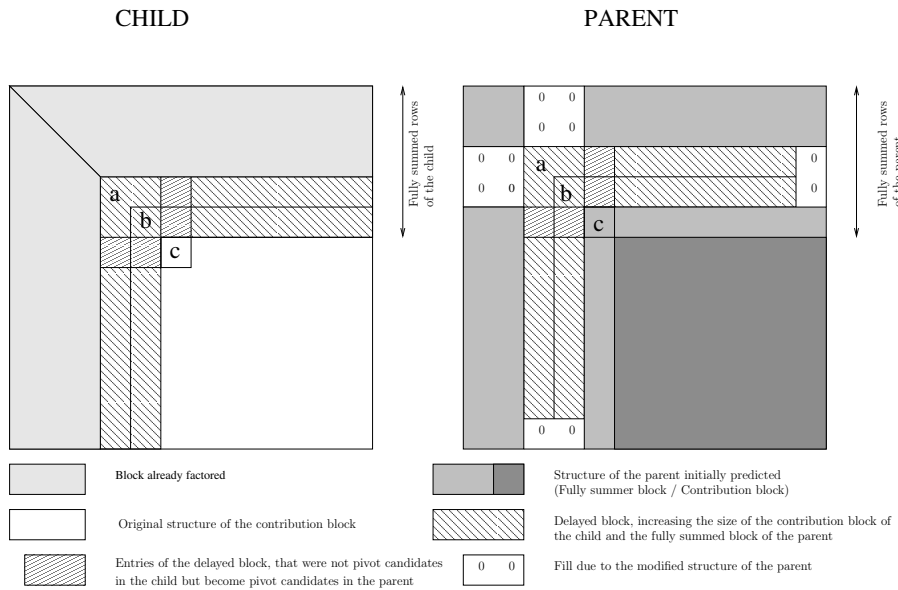 CHILD
PARENT
Fully summed rows
of the child
a
b
c
0 0
0 0
0 0
0 0
a
b
c
0
0
0 0
Fully summed rows
of the parent
Block already factored
Original structure of the contribution block
Entries of the delayed block, that were not pivot candidates
in the child but become pivot candidates in the parent
Structure of the parent initially predicted
(Fully summer block / Contribution block)
Delayed block, increasing the size of the contribution block of
the child and the fully summed block of the parent
0 0
Fill due to the modified structure of the parent